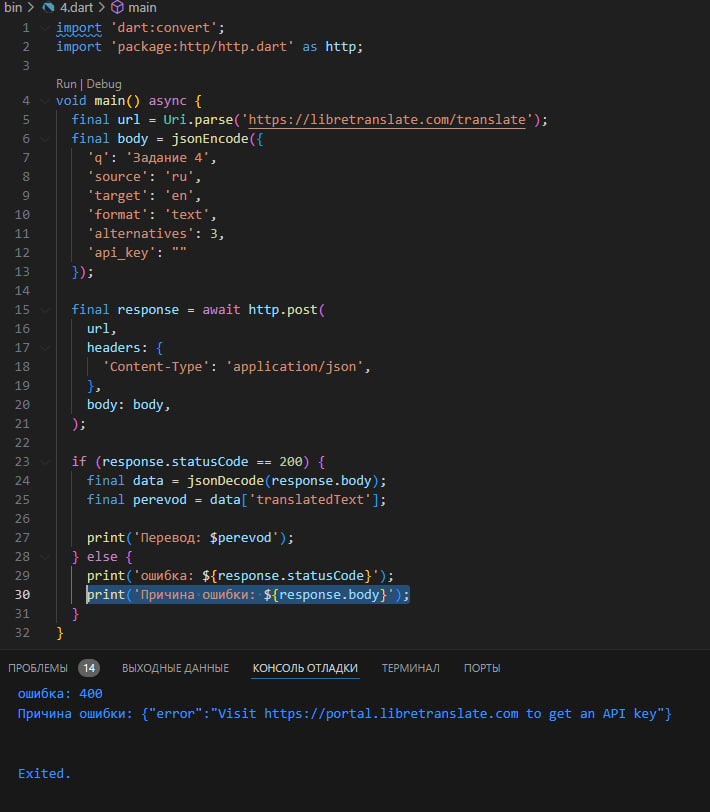 bin > 4.dart > main
1 import 'dart:convert';
2 import 'package:http/http.dart' as http;
3
Run | Debug
4 void main() async {
5   final url = Uri.parse('https://libretranslate.com/translate');
6   final body = jsonEncode({
7     'q': 'Задание 4',
8     'source': 'ru',
9     'target': 'en',
10     'format': 'text',
11     'alternatives': 3,
12     'api_key': ""
13   });
14
15   final response = await http.post(
16     url,
17     headers: {
18       'Content-Type': 'application/json',
19     },
20     body: body,
21   );
22
23   if (response.statusCode == 200) {
24     final data = jsonDecode(response.body);
25     final perevod = data['translatedText'];
26
27     print('Перевод: $perevod');
28   } else {
29     print('ошибка: ${response.statusCode}');
30     print('Причина ошибки: ${response.body}');
31   }
32 }
ПРОБЛЕМЫ 14 ВЫХОДНЫЕ ДАННЫЕ КОНСОЛЬ ОТЛАДКИ ТЕРМИНАЛ ПОРТЫ
ошибка: 400
Причина ошибки: {"error":"Visit https://portal.libretranslate.com to get an API key"}
Exited.